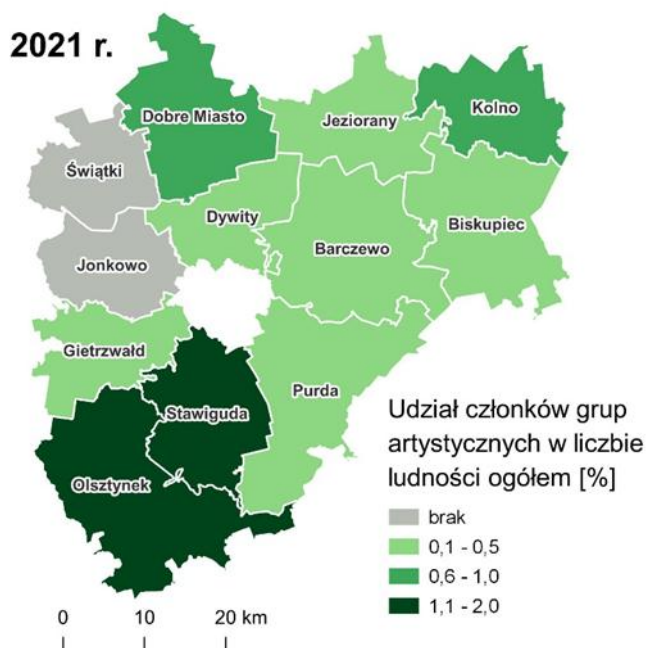 2021 r.
Dobre Miasto
Jeziorany
Kolno
Świątki
Dywity
Biskupiec
Barczewo
Jonkowo
Gietrzwałd
Purda
Stawiguda
Olsztynek
Udział członków grup
artystycznych w liczbie
ludności ogółem [%]
brak
0,1 - 0,5
0,6 - 1,0
1,1 - 2,0
0 10 20 km